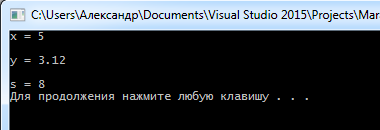 C:\Users\Александр\Documents\Visual Studio 2015\Projects\Mar
x = 5
y = 3.12
s = 8
Для продолжения нажмите любую клавишу . . .